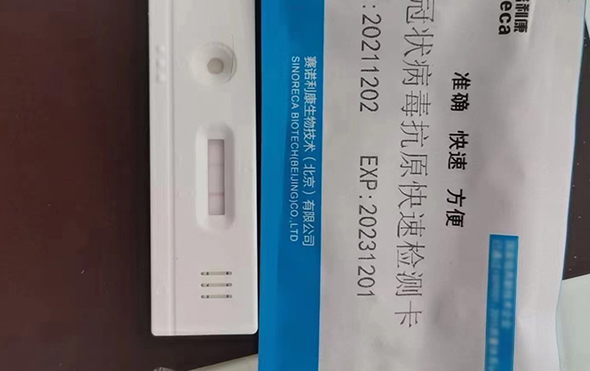 利康
eca
准确 快速 方便
冠状病毒抗原快速检测卡
:20211202 EXP:20231201
赛诺利康生物技术(北京)有限公司
SINORECA BIOTECH(BEIJING)CO.,LTD